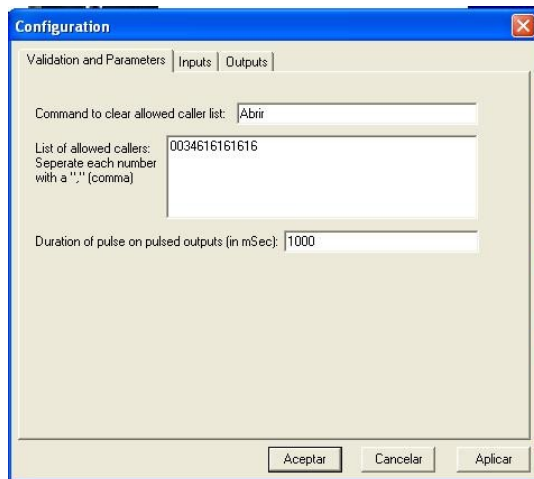 Configuration
Validation and Parameters Inputs Outputs
Command to clear allowed caller list: Abrir
List of allowed callers: 0034616161616
Seperate each number
with a "," (comma)
Duration of pulse on pulsed outputs (in mSec): 1000
Aceptar Cancelar Aplicar